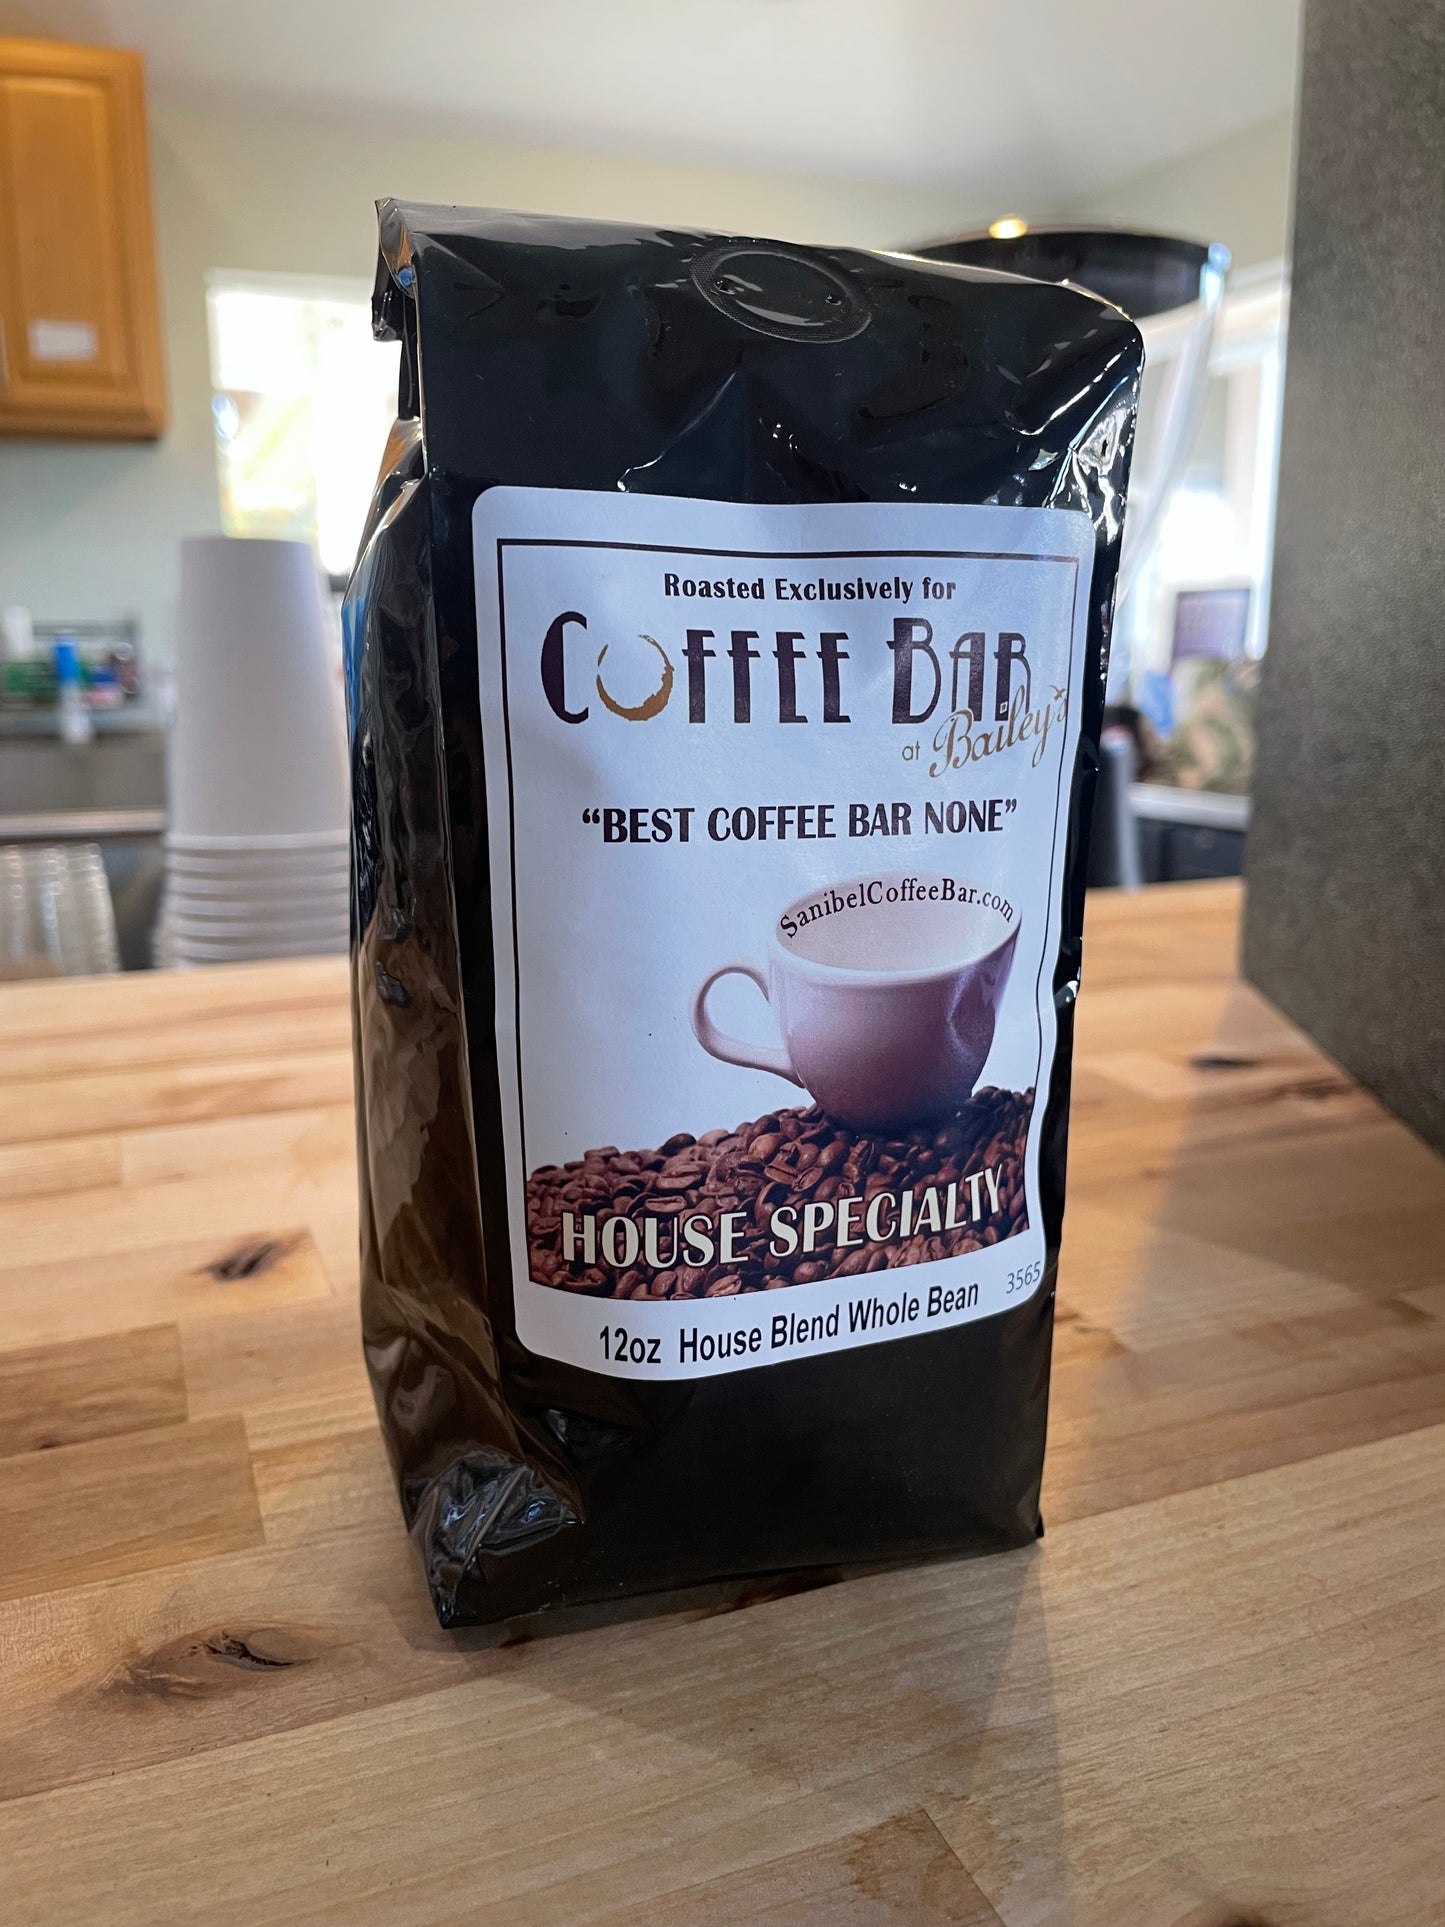 Roasted Exclusively for
COFFEE BAR
at Bailey's
“BEST COFFEE BAR NONE”
SanibelCoffeeBar.com
HOUSE SPECIALTY
12oz House Blend Whole Bean 3565